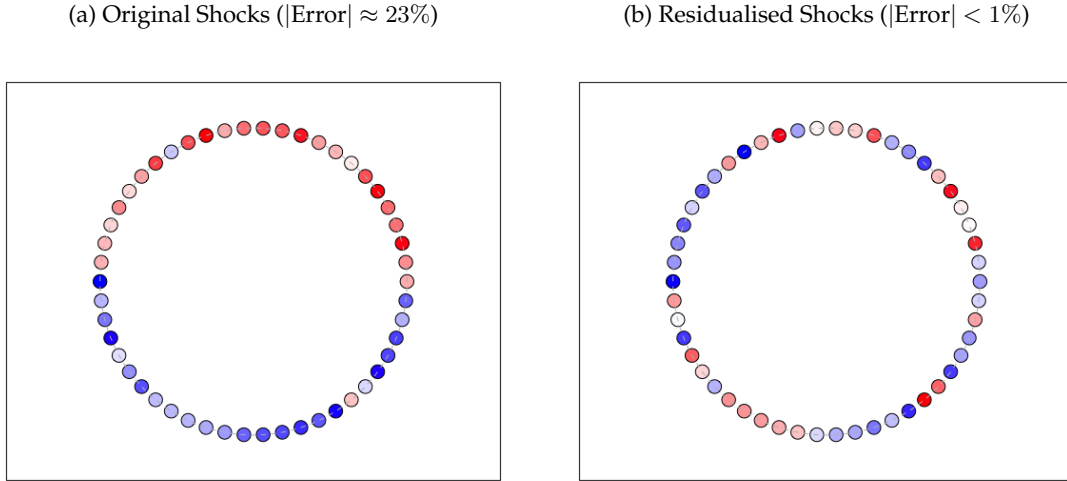 (a) Original Shocks (|Error| ≈ 23%)
(b) Residualised Shocks (|Error| < 1%)